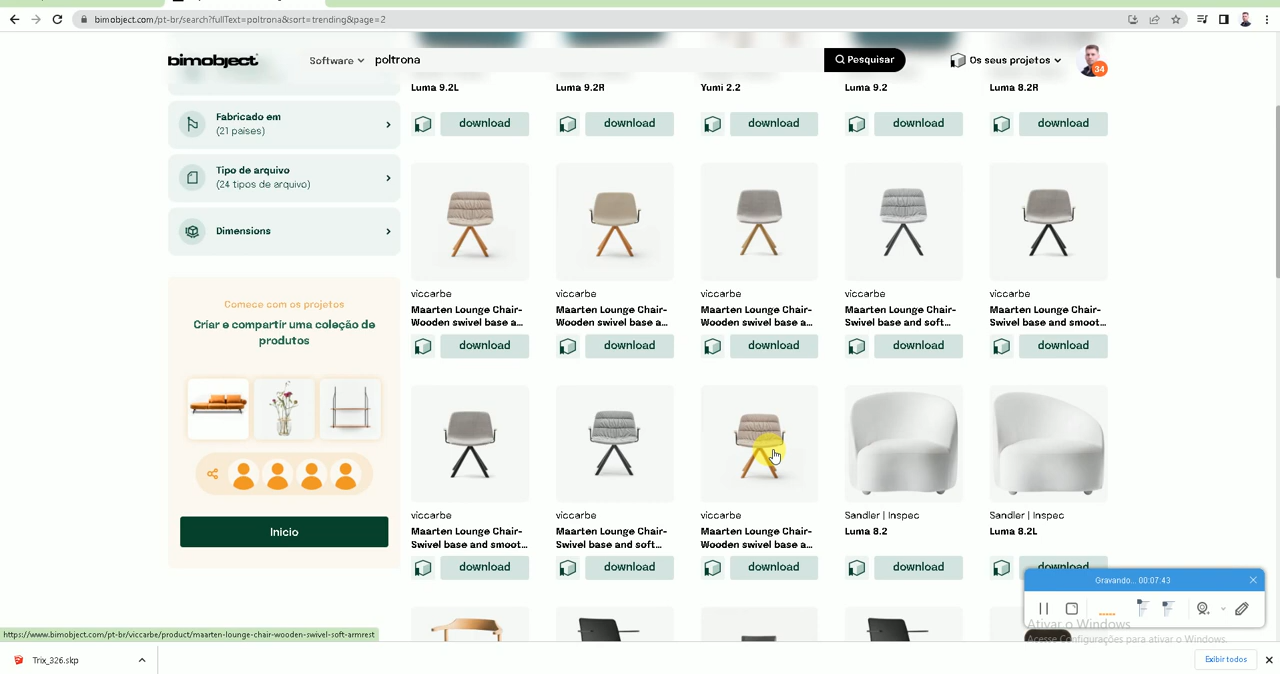 bimobject.com/pt-br/search?fullText=poltrona&sort=trending&page=2
bimobject
Software
poltrona
Pesquisar
Os seus projetos
34
Luma 9.2L
Luma 9.2R
Yumi 2.2
Luma 9.2
Luma 8.2R
download
download
download
download
download
Fabricado em
(21 países)
Tipo de arquivo
(24 tipos de arquivo)
Dimensions
viccarbe
viccarbe
viccarbe
viccarbe
viccarbe
Maarten Lounge Chair-
Wooden swivel base a...
Maarten Lounge Chair-
Wooden swivel base a...
Maarten Lounge Chair-
Wooden swivel base a...
Maarten Lounge Chair-
Swivel base and soft...
Maarten Lounge Chair-
Swivel base and smoot...
download
download
download
download
download
Comece com os projetos
Criar e compartir uma coleção de
produtos
Inicio
viccarbe
viccarbe
viccarbe
Sandler | Inspec
Sandler | Inspec
Maarten Lounge Chair-
Swivel base and smoot...
Maarten Lounge Chair-
Swivel base and soft...
Maarten Lounge Chair-
Wooden swivel base a...
Luma 8.2
Luma 8.2L
download
download
download
download
download
Gravando... 00:07:43
Ativar o Windows
Acesse Configurações para ativar o Windows.
https://www.bimobject.com/pt-br/viccarbe/product/maarten-lounge-chair-wooden-swivel-soft-armrest
Trix_326.skp
Exibir todos